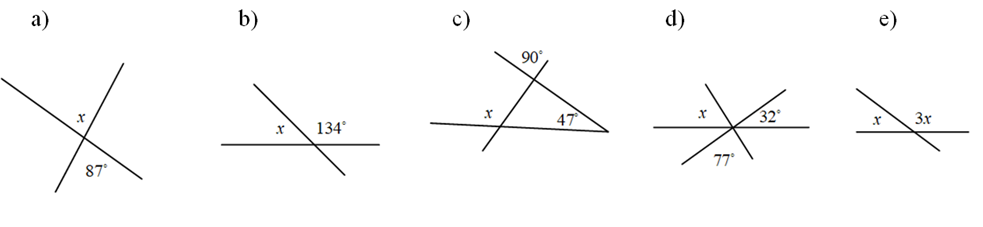 a) b) c) d) e)
x 87°
x 134°
90° x 47°
x 32° 77°
x 3x